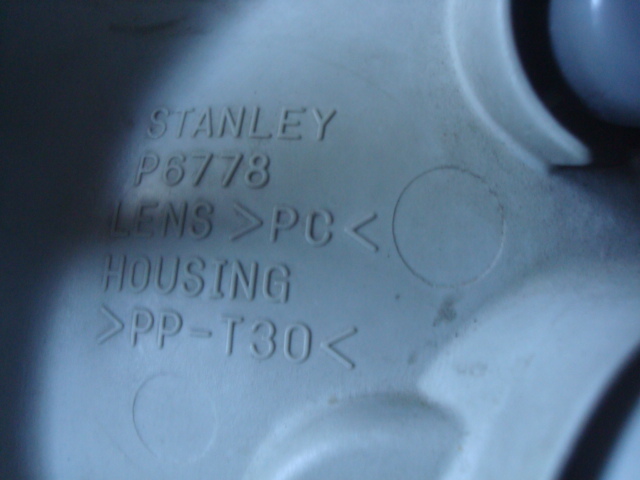 STANLEY
P6778
LENS >PC<
HOUSING
>PP-T30<